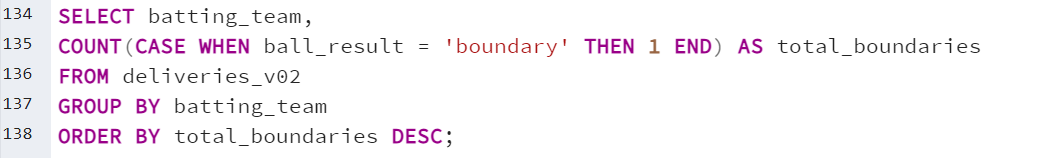 134 SELECT batting_team,
135 COUNT(CASE WHEN ball_result = 'boundary' THEN 1 END) AS total_boundaries
136 FROM deliveries_v02
137 GROUP BY batting_team
138 ORDER BY total_boundaries DESC;